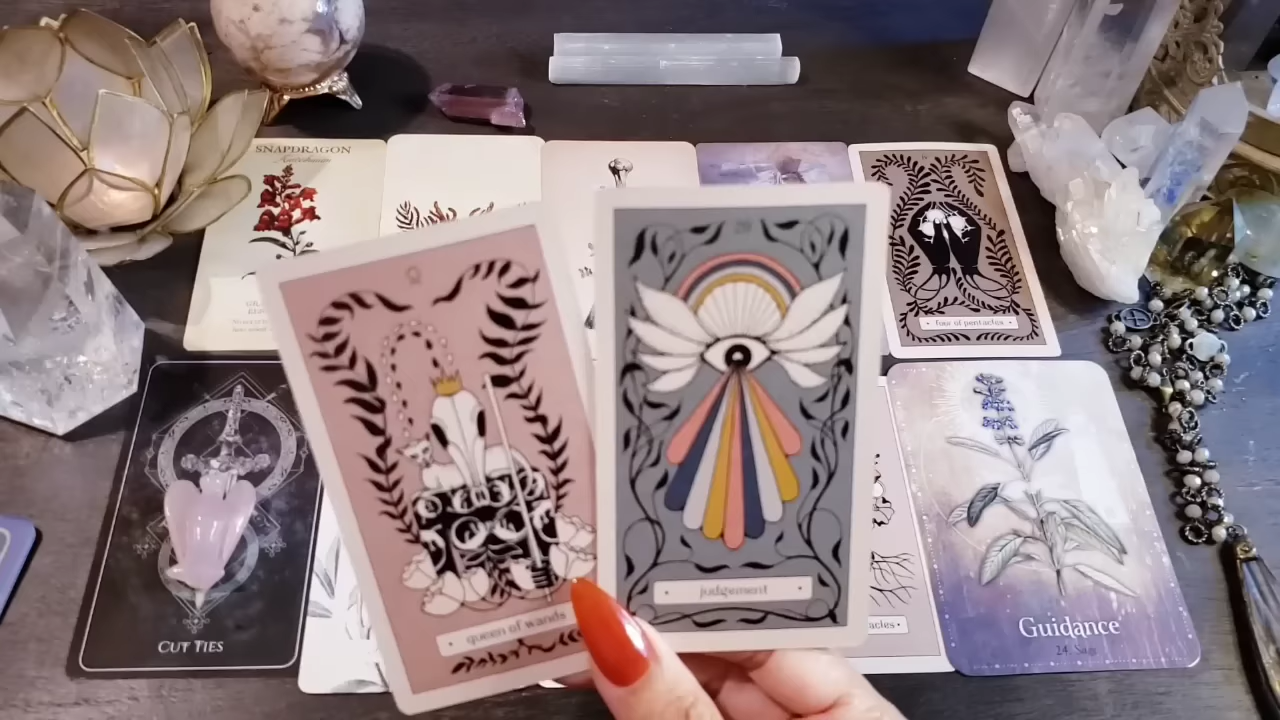 SNAPDRAGON
four of pentacles
queen of wands
judgement
CUT TIES
Guidance
24. Sage